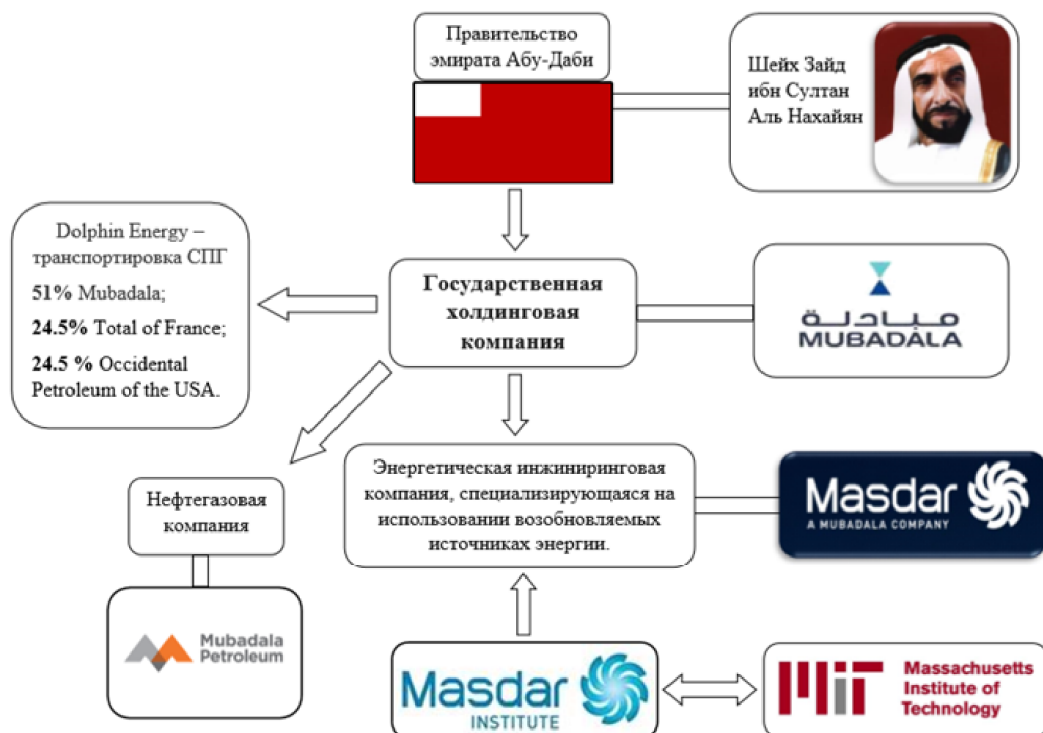 Правительство
эмирата Абу-Даби
Шейх Зайд
ибн Султан
Аль Нахайян
Dolphin Energy –
транспортировка СПГ
51% Mubadala;
24.5% Total of France;
24.5 % Occidental
Petroleum of the USA.
Государственная
холдинговая
компания
مبادلة
MUBADALA
Нефтегазовая
компания
Энергетическая инжиниринговая
компания, специализирующаяся на
использовании возобновляемых
источниках энергии.
Masdar
A MUBADALA COMPANY
Mubadala
Petroleum
Masdar
INSTITUTE
MIT
Massachusetts
Institute of
Technology